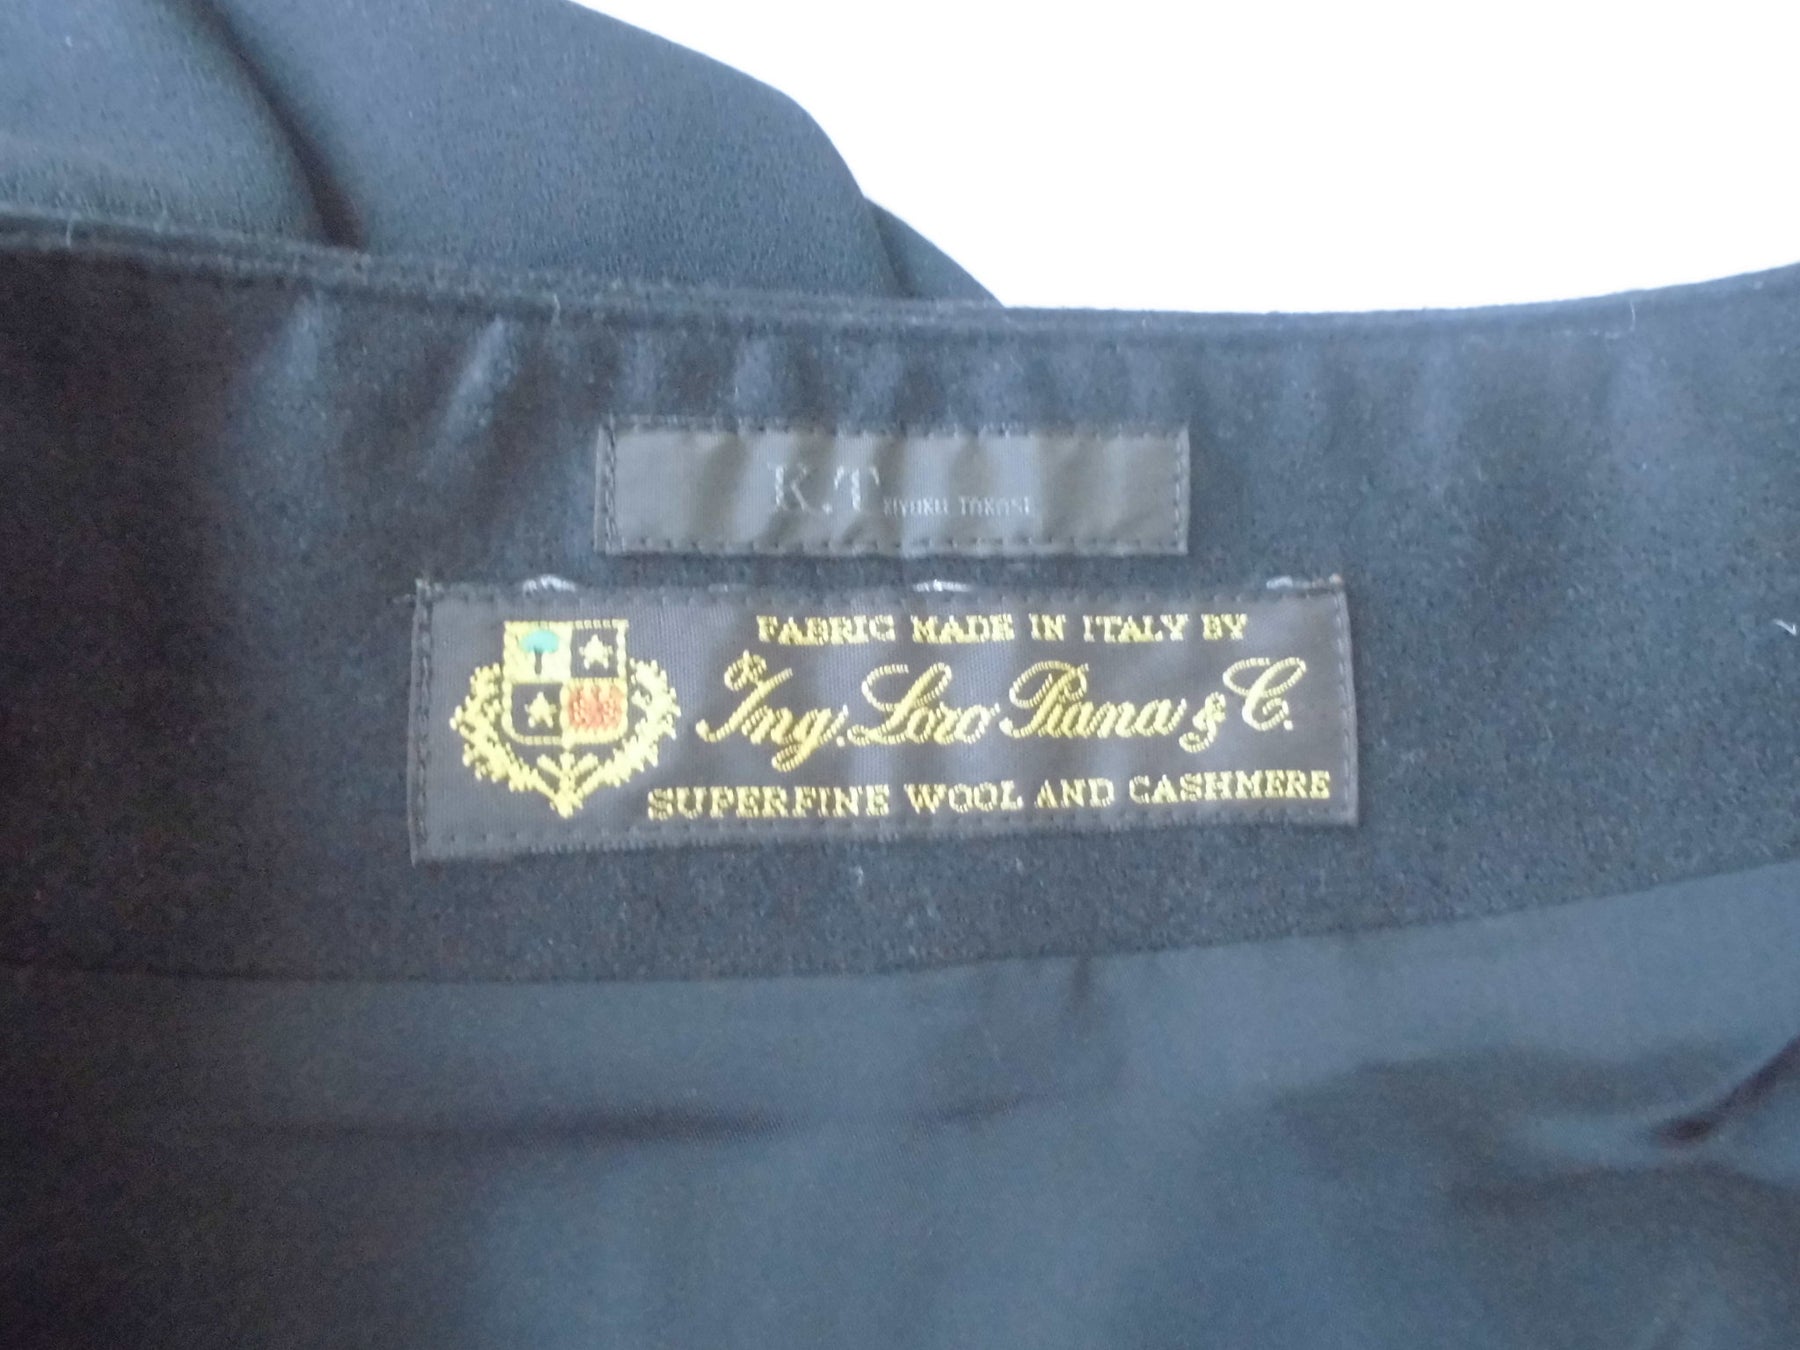 K.T KIYOKO TAKASE
FABRIC MADE IN ITALY BY
Ing. Loro Piana & C.
SUPERFINE WOOL AND CASHMERE